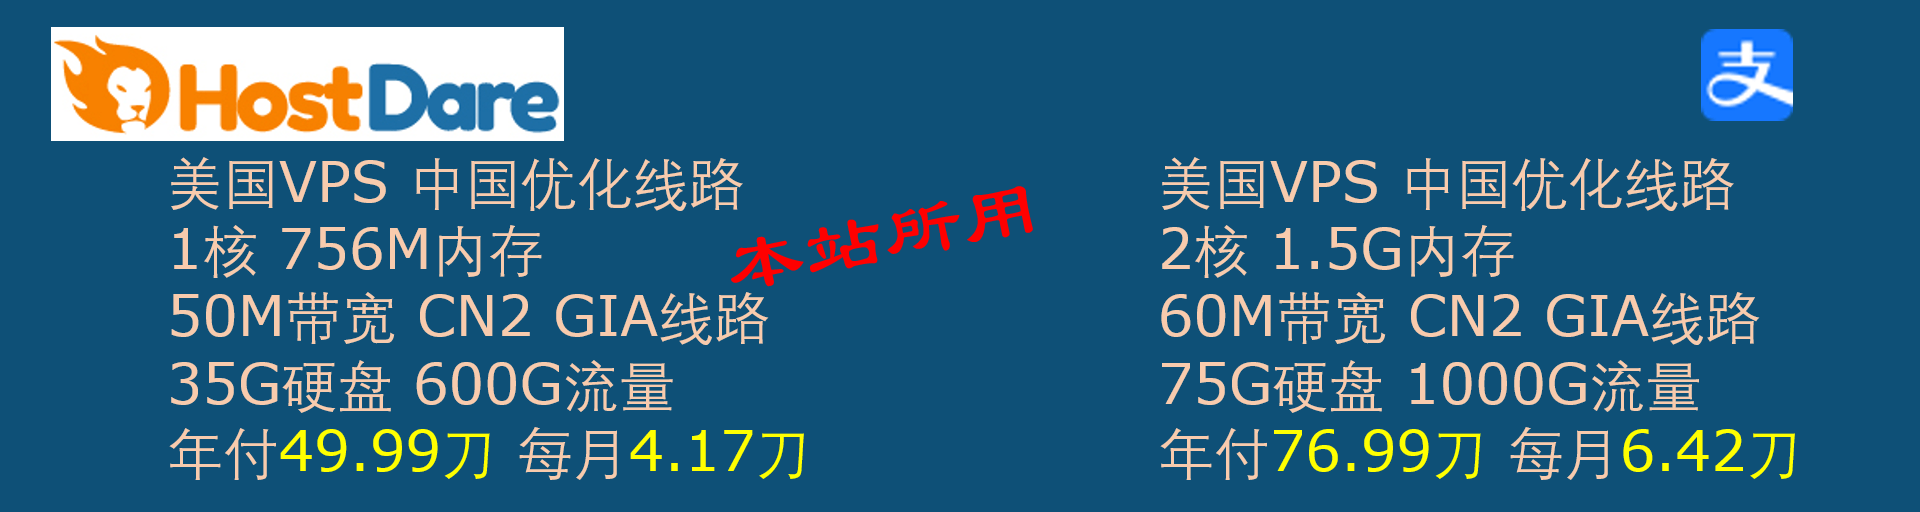 HostDare
支
美国VPS 中国优化线路
1核 756M内存
50M带宽 CN2 GIA线路
35G硬盘 600G流量
年付49.99刀 每月4.17刀
本站所用
美国VPS 中国优化线路
2核 1.5G内存
60M带宽 CN2 GIA线路
75G硬盘 1000G流量
年付76.99刀 每月6.42刀